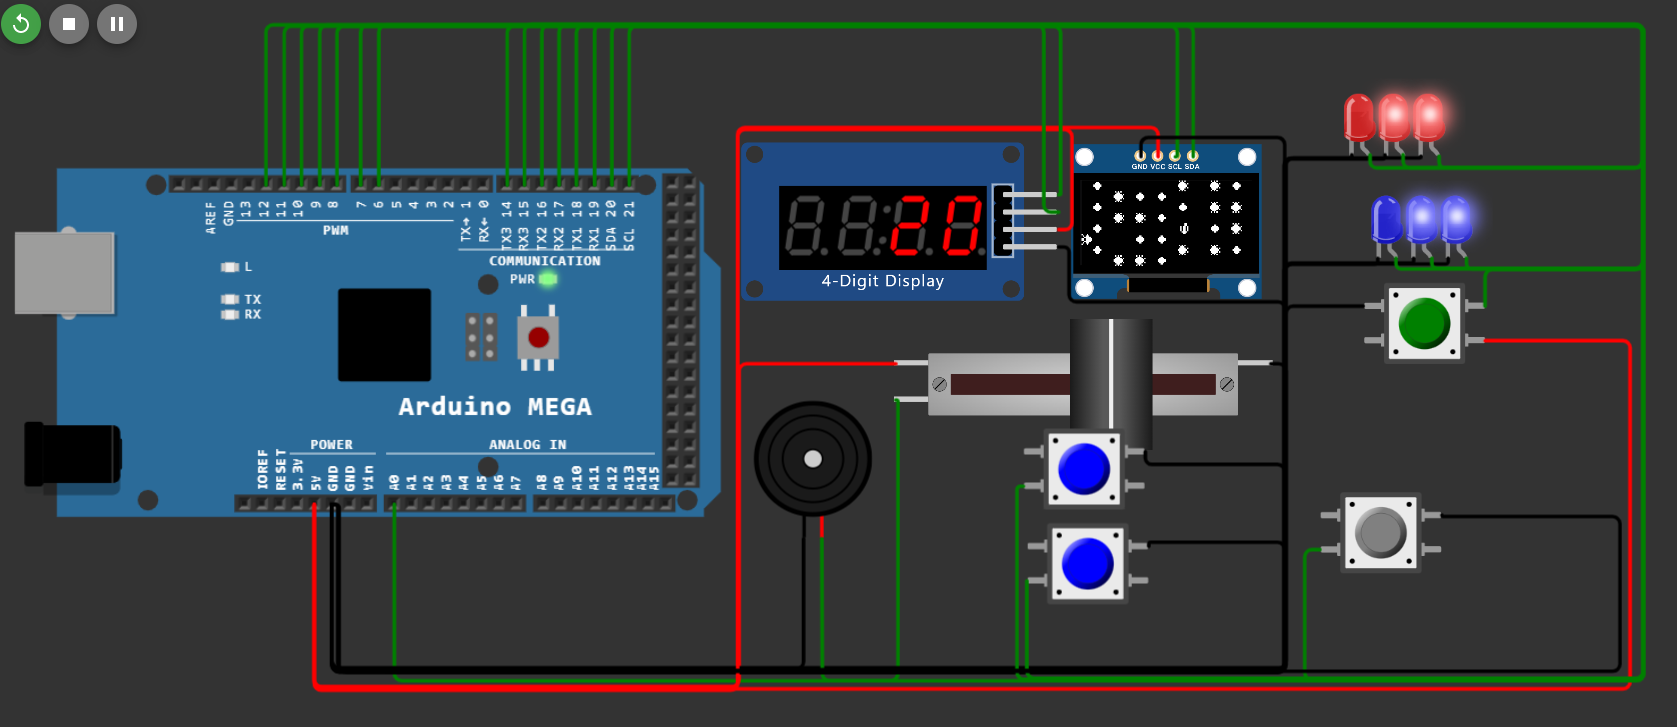 GND VCC SCL SDA
AREF
GND
13
12
11
10
9
8
7
6
5
4
3
2
TX→ 1
RX← 0
TX3 14
RX3 15
TX2 16
RX2 17
TX1 18
RX1 19
SDA 20
SCL 21
PWM
COMMUNICATION
L
PWR
TX
RX
20
4-Digit Display
Arduino MEGA
POWER
ANALOG IN
IOREF
RESET
3.3V
5V
GND
GND
Vin
A0
A1
A2
A3
A4
A5
A6
A7
A8
A9
A10
A11
A12
A13
A14
A15